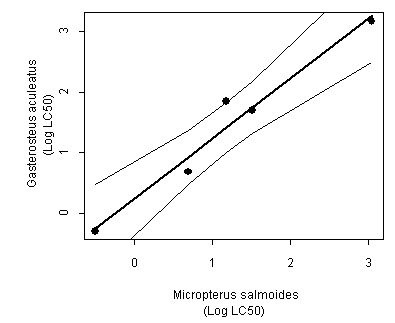 Gasterosteus aculeatus
(Log LC50)
3
2
1
0
0 1 2 3
Micropterus salmoides
(Log LC50)